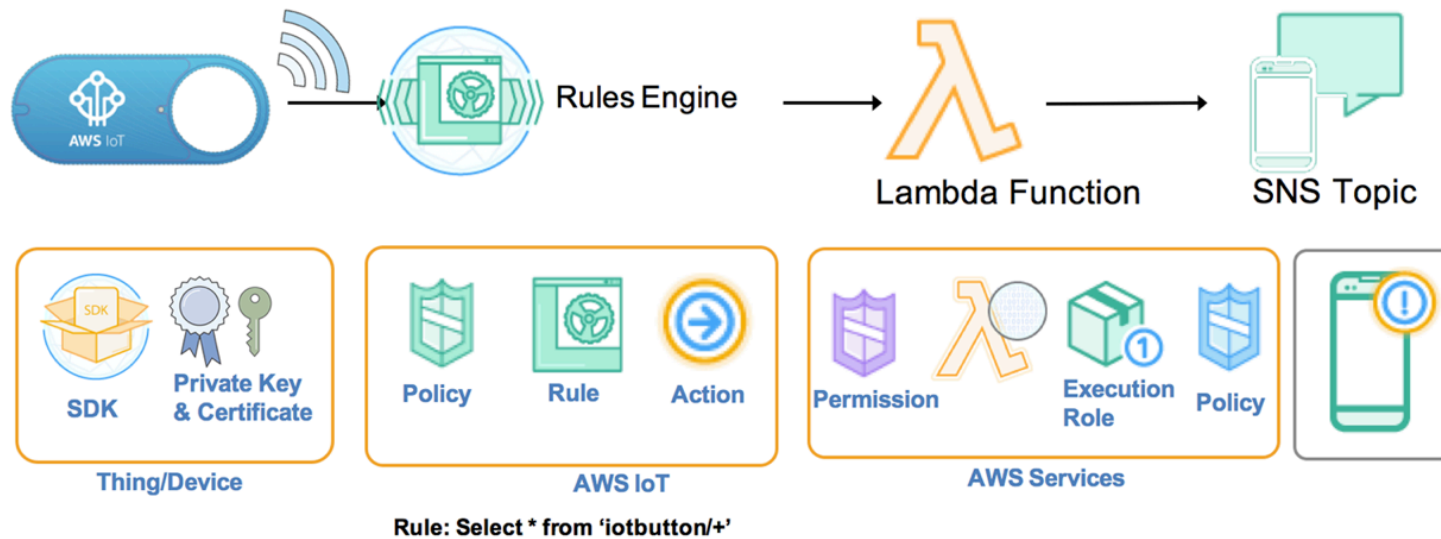 AWS IoT
Rules Engine
Lambda Function
SNS Topic
SDK
SDK
Private Key
& Certificate
Thing/Device
Policy
Rule
Action
AWS IoT
Rule: Select * from ‘iotbutton/+’
Permission
Execution
Role
1
Policy
AWS Services
!